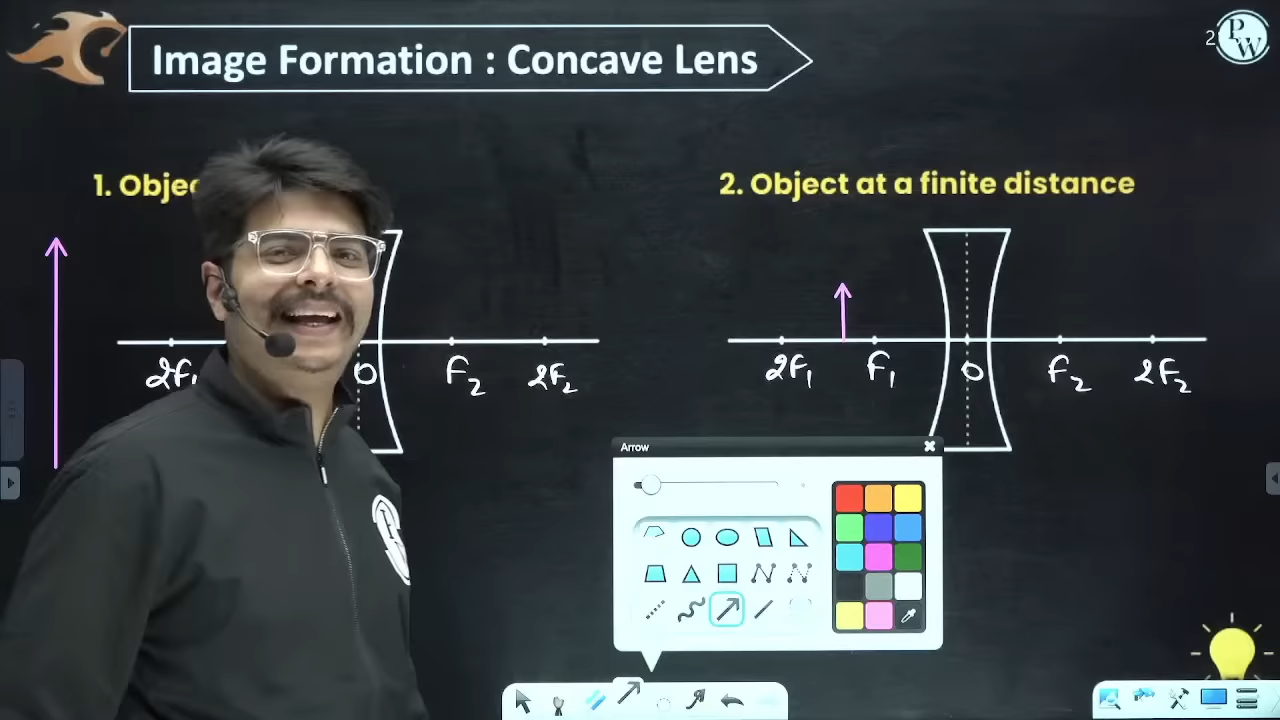 Image Formation : Concave Lens
2
PW
1. Objec
2. Object at a finite distance
2F₁ O F₂ 2F₂
2F₁ F₁ O F₂ 2F₂
Arrow